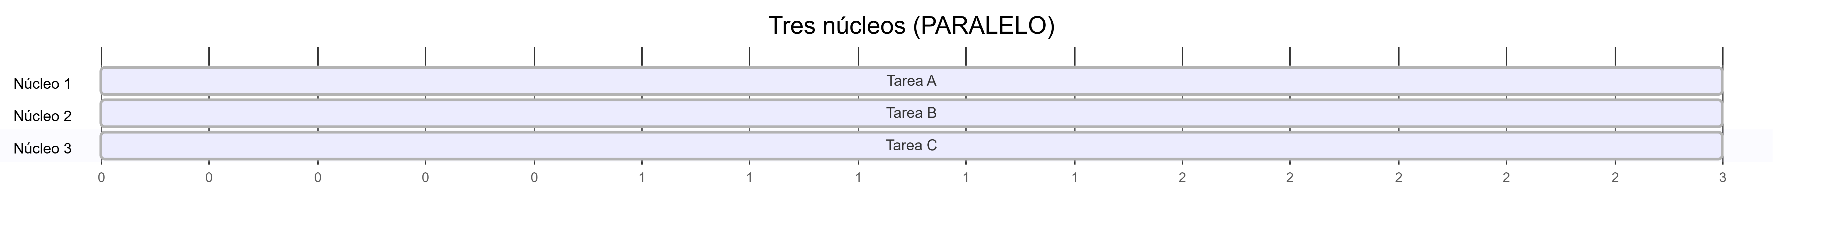 Tres núcleos (PARALELO)
Núcleo 1
Tarea A
Núcleo 2
Tarea B
Núcleo 3
Tarea C
0 0 0 0 0 1 1 1 1 1 2 2 2 2 2 3